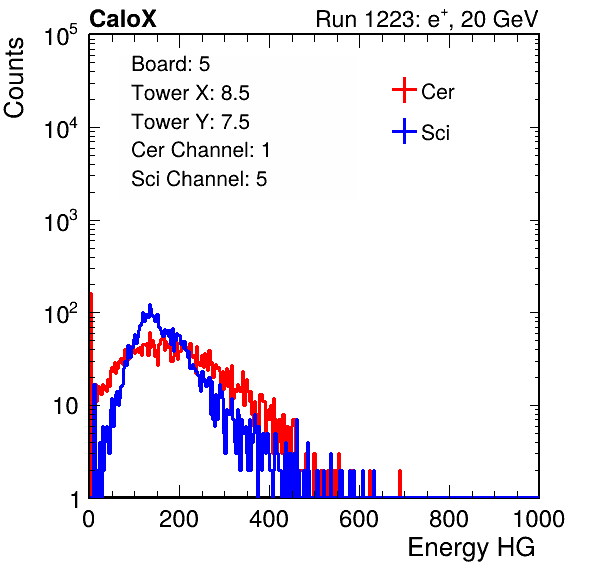 CaloX Run 1223: e⁺, 20 GeV
Counts
10⁵
10⁴
10³
10²
10
1
Board: 5
Tower X: 8.5
Tower Y: 7.5
Cer Channel: 1
Sci Channel: 5
Cer
Sci
0 200 400 600 800 1000
Energy HG